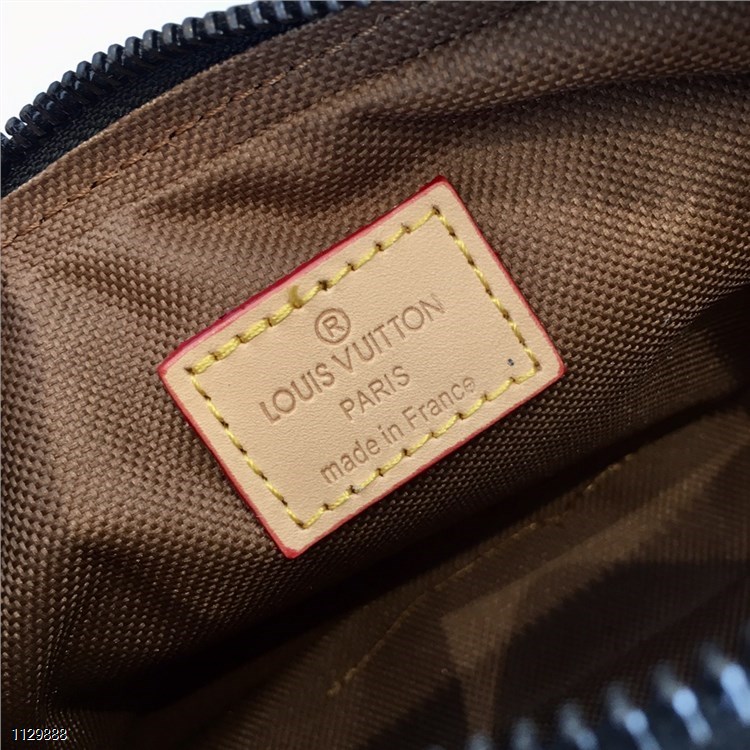 ®
LOUIS VUITTON
PARIS
made in France
1129888